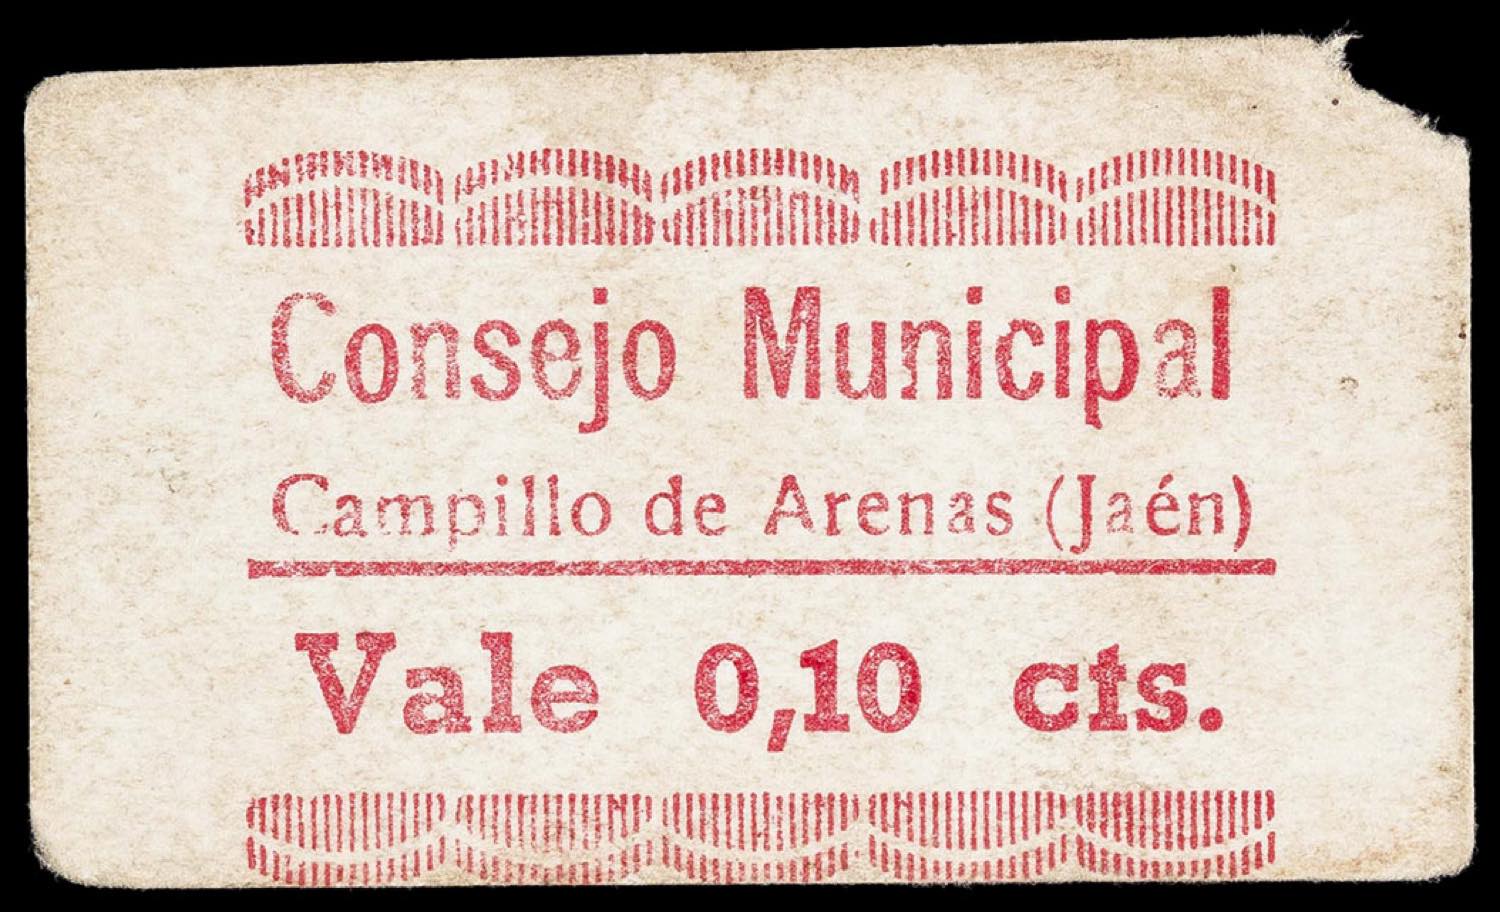 Consejo Municipal
Campillo de Arenas (Jaén)
Vale 0,10 cts.